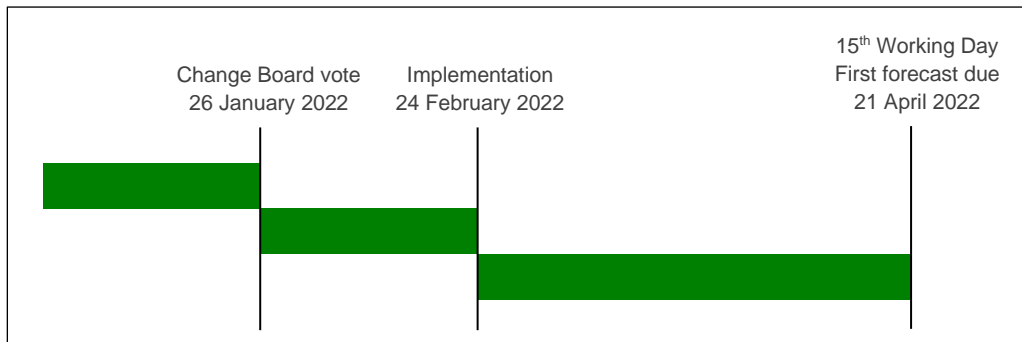 Change Board vote
26 January 2022
Implementation
24 February 2022
15th Working Day
First forecast due
21 April 2022